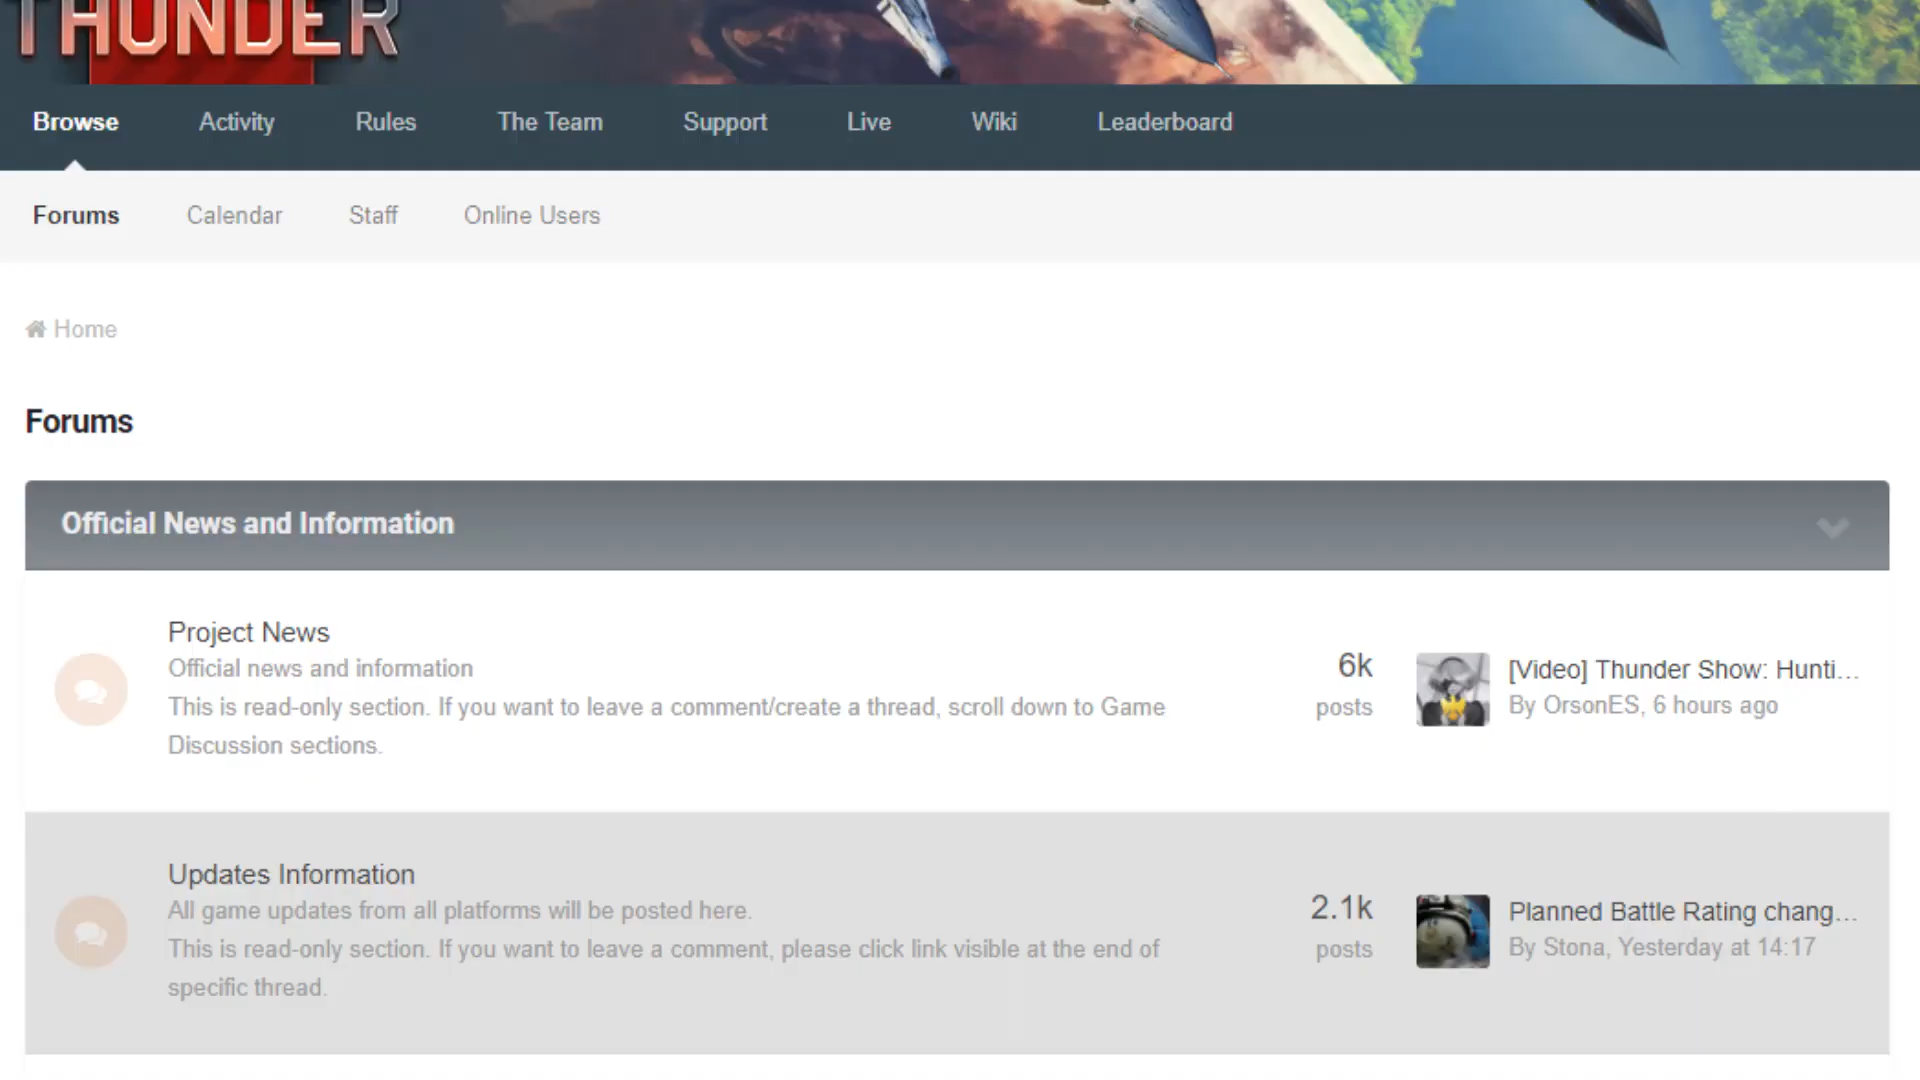 THUNDER
Browse Activity Rules The Team Support Live Wiki Leaderboard
Forums Calendar Staff Online Users
Home
Forums
Official News and Information
Project News
Official news and information
This is read-only section. If you want to leave a comment/create a thread, scroll down to Game
Discussion sections.
6k
posts
[Video] Thunder Show: Hunti...
By OrsonES, 6 hours ago
Updates Information
All game updates from all platforms will be posted here.
This is read-only section. If you want to leave a comment, please click link visible at the end of
specific thread.
2.1k
posts
Planned Battle Rating chang...
By Stona, Yesterday at 14:17